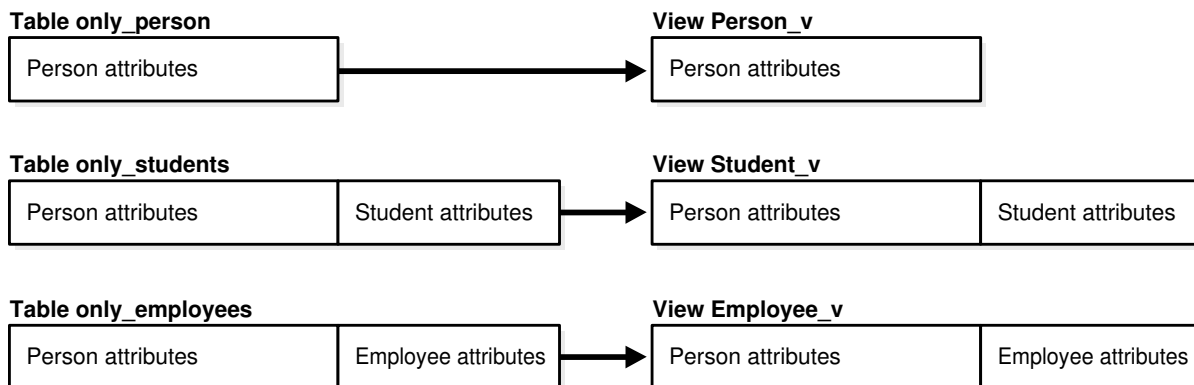 Table only_person View Person_v
Person attributes Person attributes
Table only_students View Student_v
Person attributes Student attributes Person attributes Student attributes
Table only_employees View Employee_v
Person attributes Employee attributes Person attributes Employee attributes